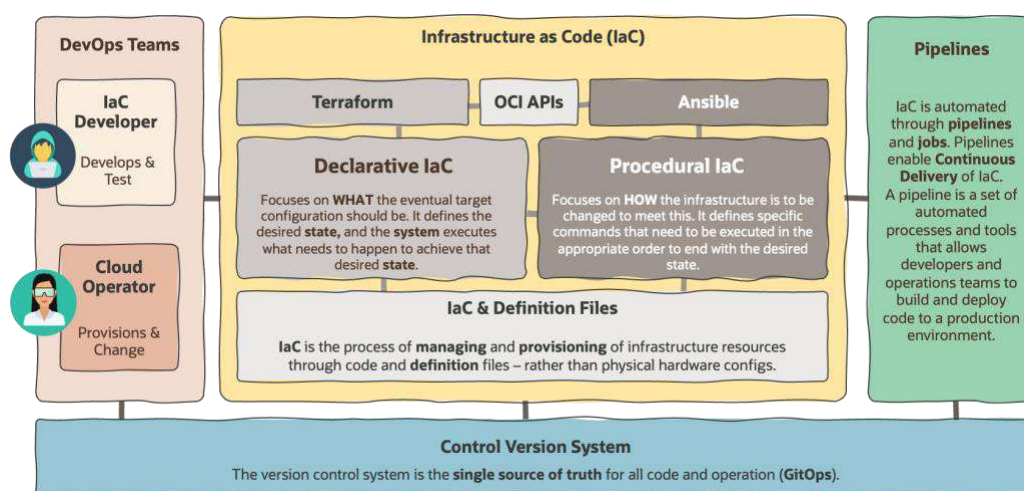 DevOps Teams
IaC
Developer
Develops &
Test
Cloud
Operator
Provisions &
Change
Infrastructure as Code (IaC)
Terraform
OCI APIs
Ansible
Declarative IaC
Focuses on WHAT the eventual target
configuration should be. It defines the
desired state, and the system executes
what needs to happen to achieve that
desired state.
Procedural IaC
Focuses on HOW the infrastructure is to be
changed to meet this. It defines specific
commands that need to be executed in the
appropriate order to end with the desired
state.
IaC & Definition Files
IaC is the process of managing and provisioning of infrastructure resources
through code and definition files – rather than physical hardware configs.
Pipelines
IaC is automated
through pipelines
and jobs. Pipelines
enable Continuous
Delivery of IaC.
A pipeline is a set of
automated
processes and tools
that allows
developers and
operations teams to
build and deploy
code to a production
environment.
Control Version System
The version control system is the single source of truth for all code and operation (GitOps).